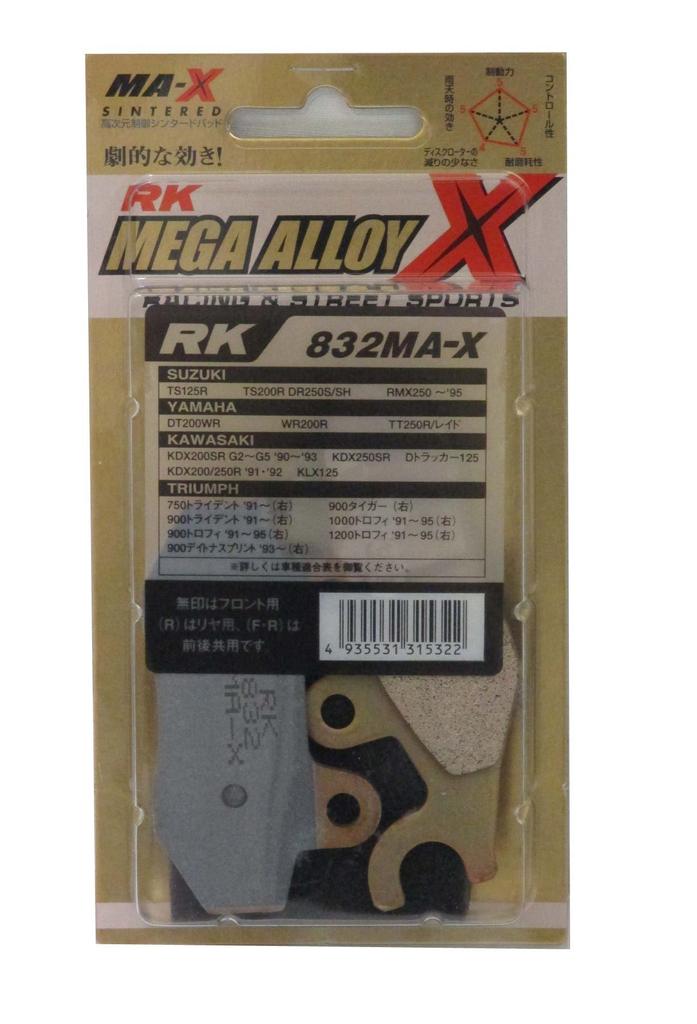 MA-X
SINTERED
高次元制御シンタードパッド
劇的な効き!
制動力
5
コントロール性
5
耐磨耗性
5
ディスクローターの
減りの少なさ
4
雨天時の効き
5
RK
MEGA ALLOY X
RACING & STREET SPORTS
RK 832MA-X
SUZUKI
TS125R TS200R DR250S/SH RMX250 ～'95
YAMAHA
DT200WR WR200R TT250R/レイド
KAWASAKI
KDX200SR G2～G5 '90～'93 KDX250SR Dトラッカー125
KDX200/250R '91・'92 KLX125
TRIUMPH
750トライデント '91～(右) 900タイガー (右)
900トライデント '91～(右) 1000トロフィ '91～95(右)
900トロフィ '91～95(右) 1200トロフィ '91～95(右)
900デイトナスプリント '93～(右)
※詳しくは車種適合表を御覧ください。
無印はフロント用
(R)はリヤ用、(F・R)は
前後共用です
4 935531 315322
RK
832
MA-X